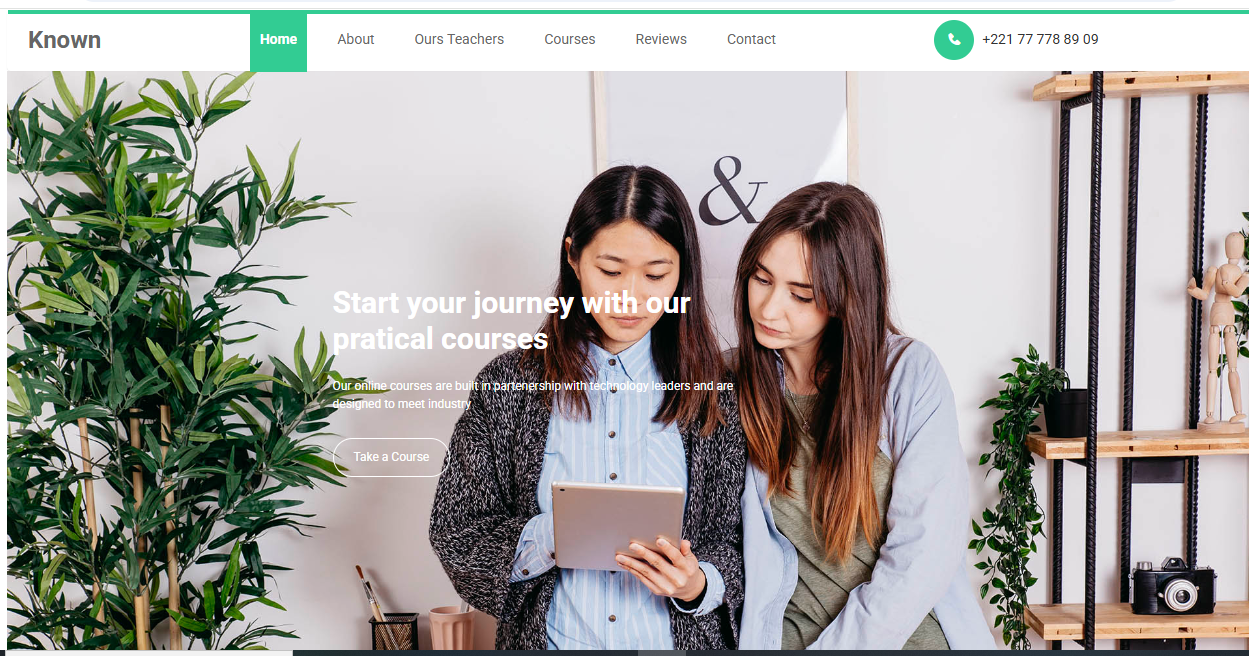 Known
Home
About
Ours Teachers
Courses
Reviews
Contact
+221 77 778 89 09
&
Start your journey with our
pratical courses
Our online courses are built in partenership with technology leaders and are
designed to meet industry
Take a Course